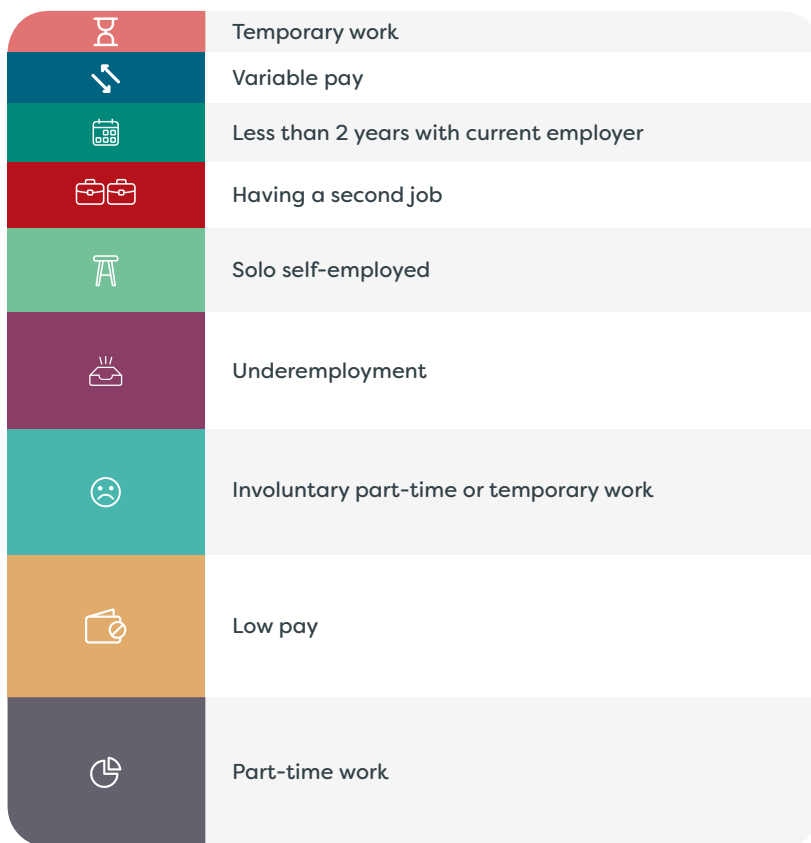 Temporary work
Variable pay
Less than 2 years with current employer
Having a second job
Solo self-employed
Underemployment
Involuntary part-time or temporary work
Low pay
Part-time work